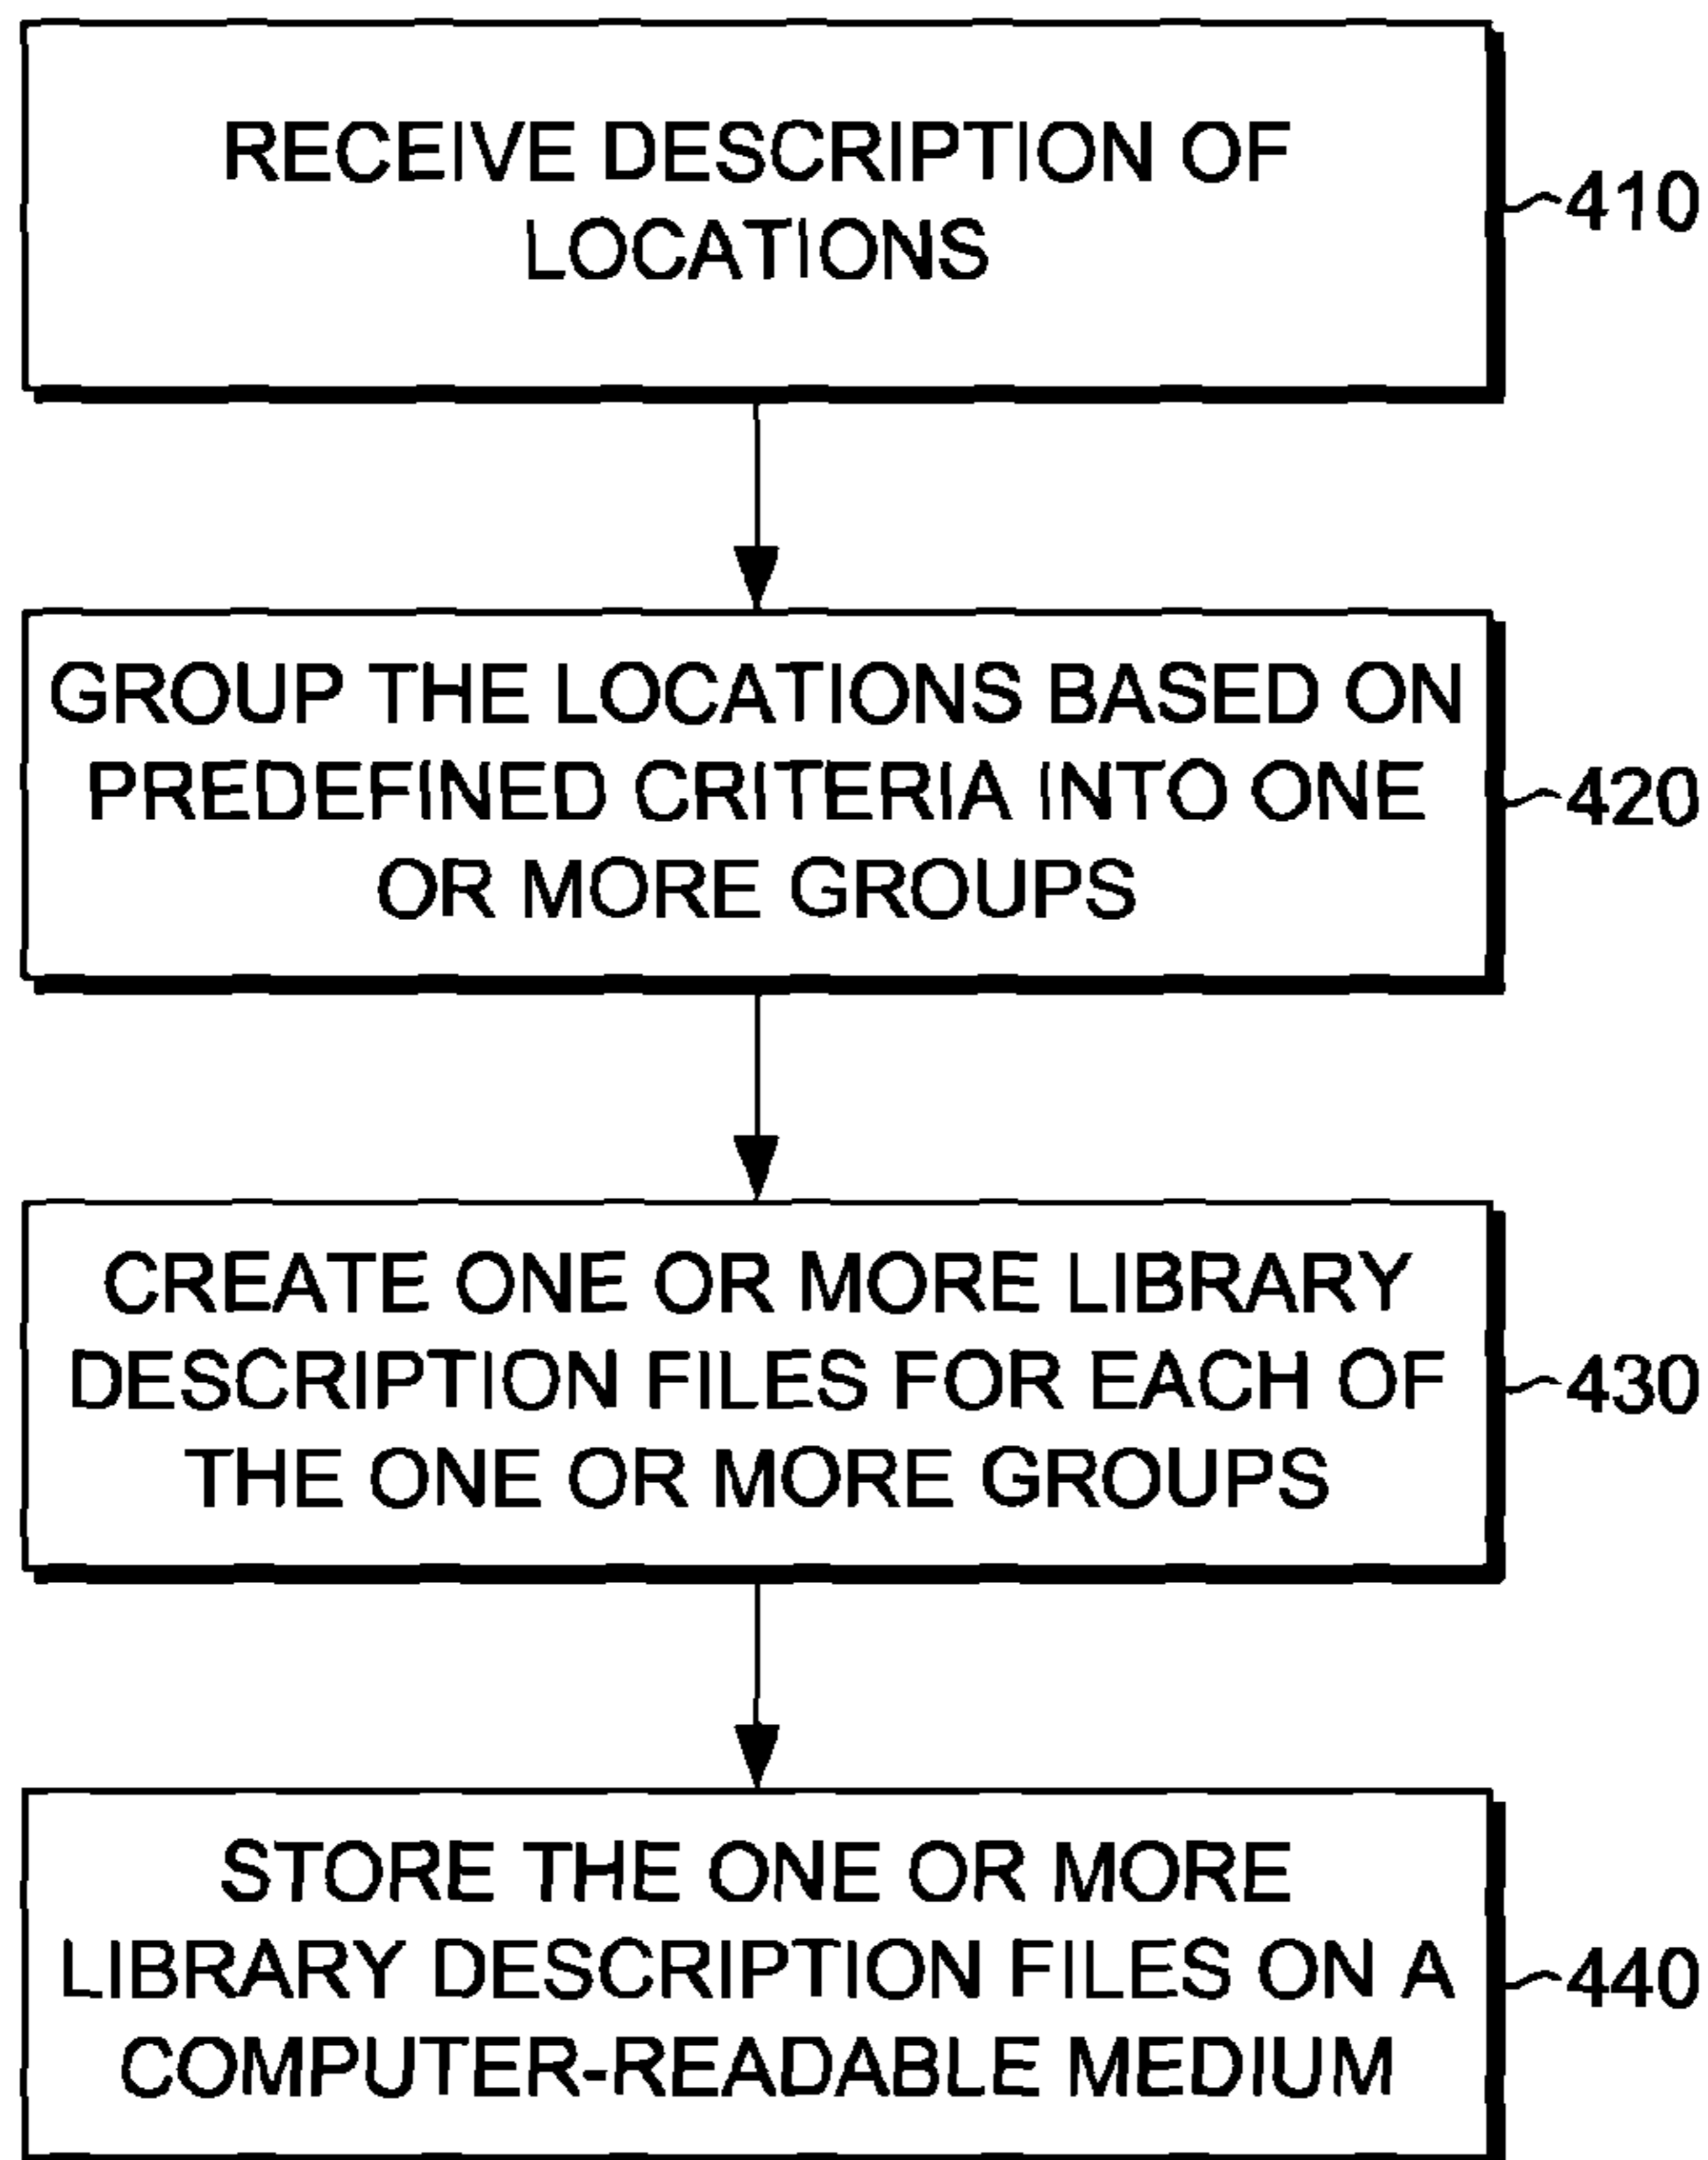 RECEIVE DESCRIPTION OF
LOCATIONS
410
GROUP THE LOCATIONS BASED ON
PREDEFINED CRITERIA INTO ONE
OR MORE GROUPS
420
CREATE ONE OR MORE LIBRARY
DESCRIPTION FILES FOR EACH OF
THE ONE OR MORE GROUPS
430
STORE THE ONE OR MORE
LIBRARY DESCRIPTION FILES ON A
COMPUTER-READABLE MEDIUM
440